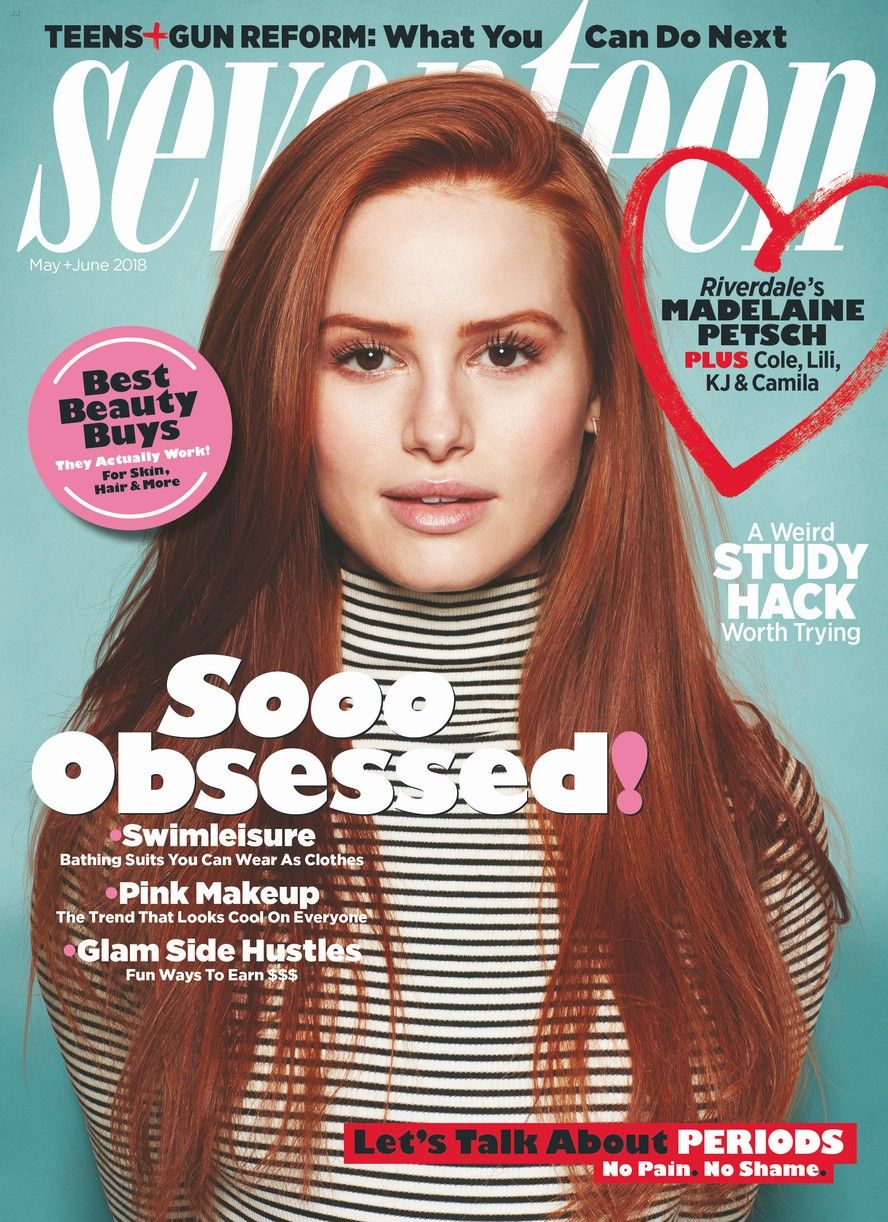 TEENS+GUN REFORM: What You Can Do Next
seventeen
May+June 2018
Riverdale's
MADELAINE
PETSCH
PLUS Cole, Lili,
KJ & Camila
Best
Beauty
Buys
They Actually Work!
For Skin,
Hair & More
A Weird
STUDY
HACK
Worth Trying
Sooo
Obsessed!
•Swimleisure
Bathing Suits You Can Wear As Clothes
•Pink Makeup
The Trend That Looks Cool On Everyone
•Glam Side Hustles
Fun Ways To Earn $$$
Let's Talk About PERIODS
No Pain. No Shame.